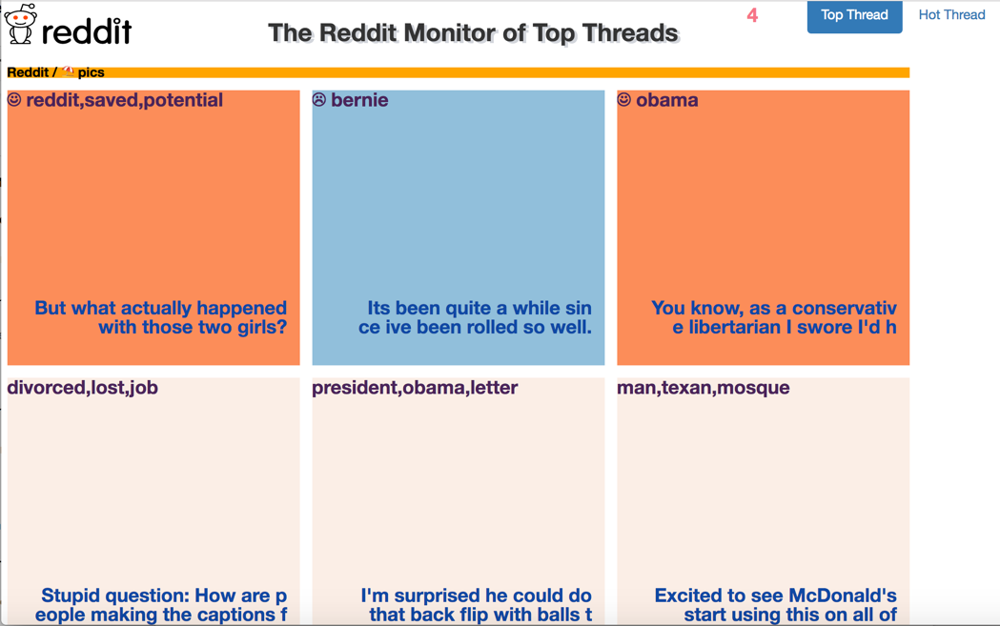 reddit
The Reddit Monitor of Top Threads
4
Top Thread
Hot Thread
Reddit / pics
reddit,saved,potential
But what actually happened
with those two girls?
bernie
Its been quite a while sin
ce ive been rolled so well.
obama
You know, as a conservativ
e libertarian I swore I'd h
divorced,lost,job
Stupid question: How are p
eople making the captions f
president,obama,letter
I'm surprised he could do
that back flip with balls t
man,texan,mosque
Excited to see McDonald's
start using this on all of